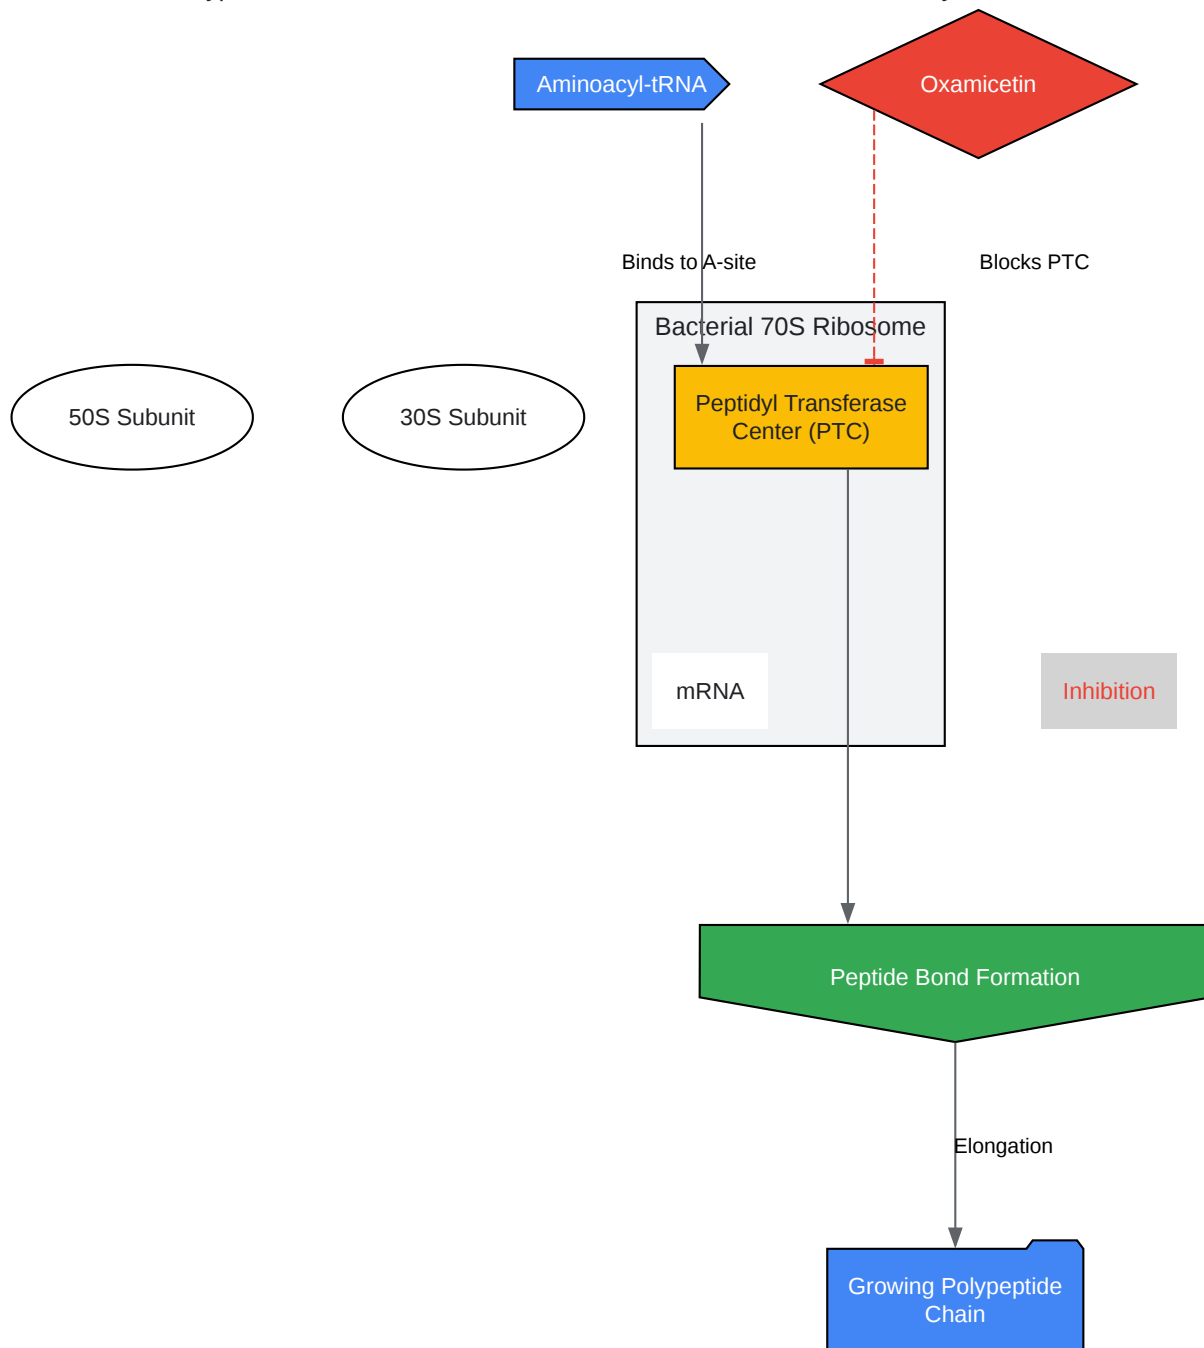 Aminoacyl-tRNA
Oxamicetin
Binds to A-site
Blocks PTC
Bacterial 70S Ribosome
50S Subunit
30S Subunit
Peptidyl Transferase
Center (PTC)
mRNA
Inhibition
Peptide Bond Formation
Elongation
Growing Polypeptide
Chain